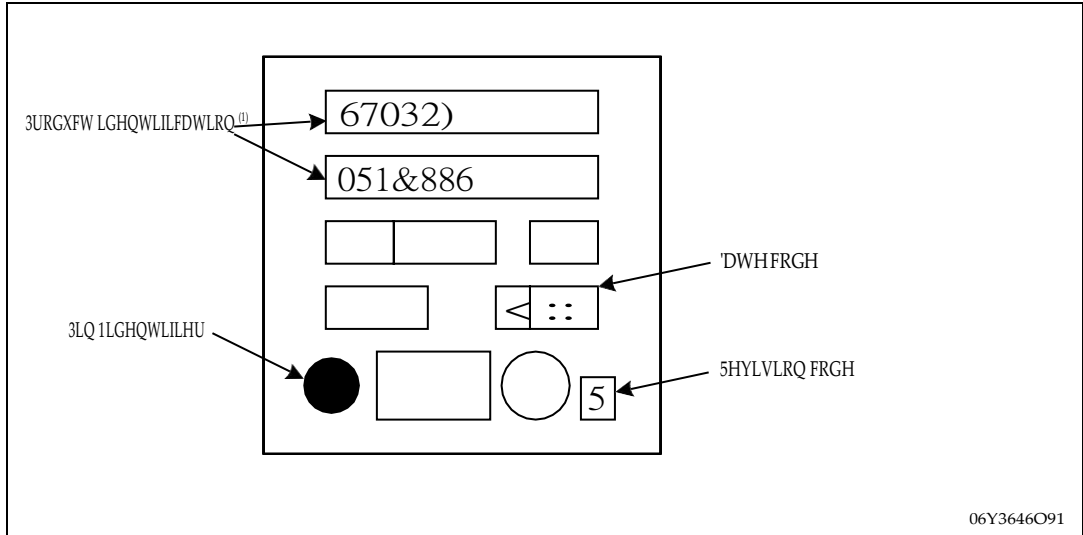 3URGXFW LGHQWLILFDWLRQ(1)
67032)
051&886
'DWH FRGH
< ::
3LQ 1LGHQWLILHU
5HYLVLRQ FRGH
5
06Y3646O91